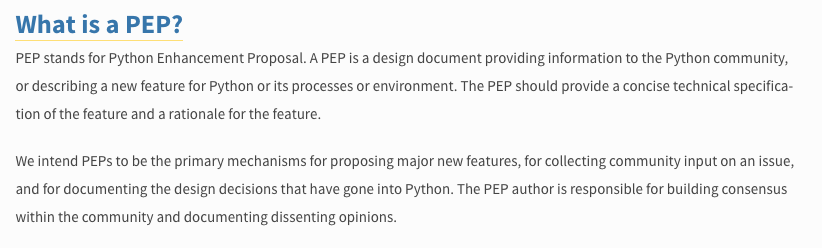 What is a PEP?
PEP stands for Python Enhancement Proposal. A PEP is a design document providing information to the Python community,
or describing a new feature for Python or its processes or environment. The PEP should provide a concise technical specifica-
tion of the feature and a rationale for the feature.
We intend PEPs to be the primary mechanisms for proposing major new features, for collecting community input on an issue,
and for documenting the design decisions that have gone into Python. The PEP author is responsible for building consensus
within the community and documenting dissenting opinions.